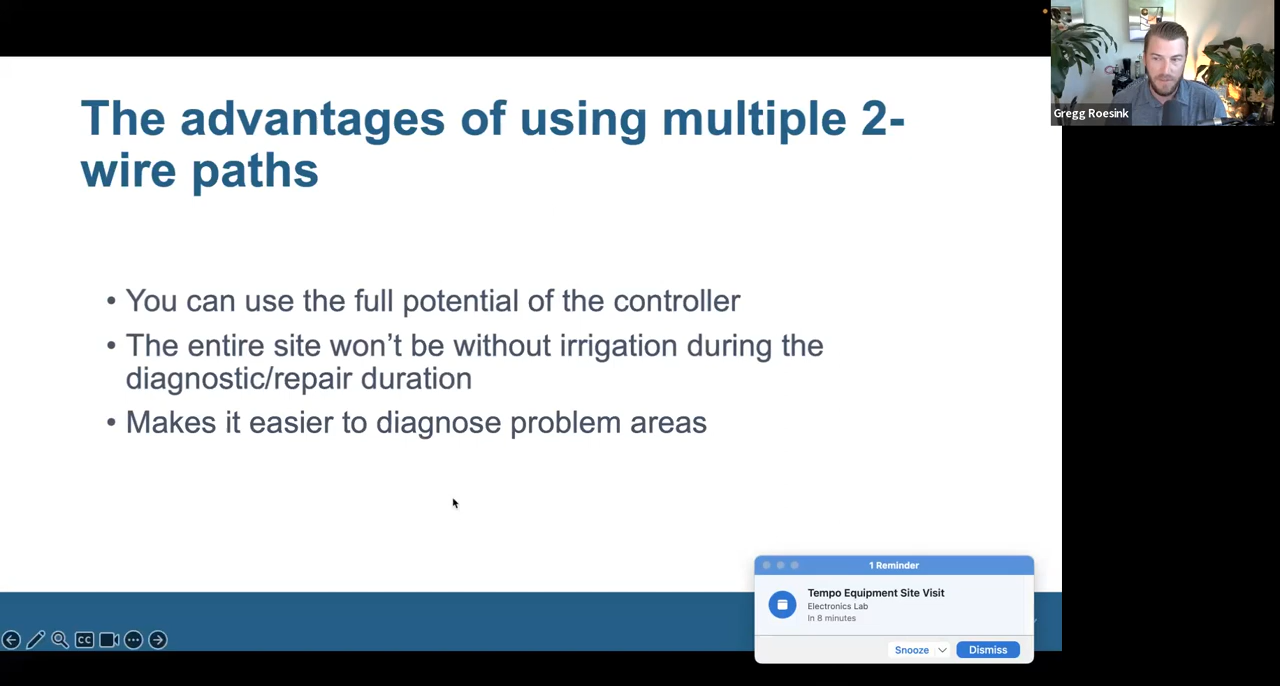 The advantages of using multiple 2-
wire paths
• You can use the full potential of the controller
• The entire site won't be without irrigation during the
diagnostic/repair duration
• Makes it easier to diagnose problem areas
Gregg Roesink
1 Reminder
Tempo Equipment Site Visit
Electronics Lab
In 8 minutes
Snooze
Dismiss
CC